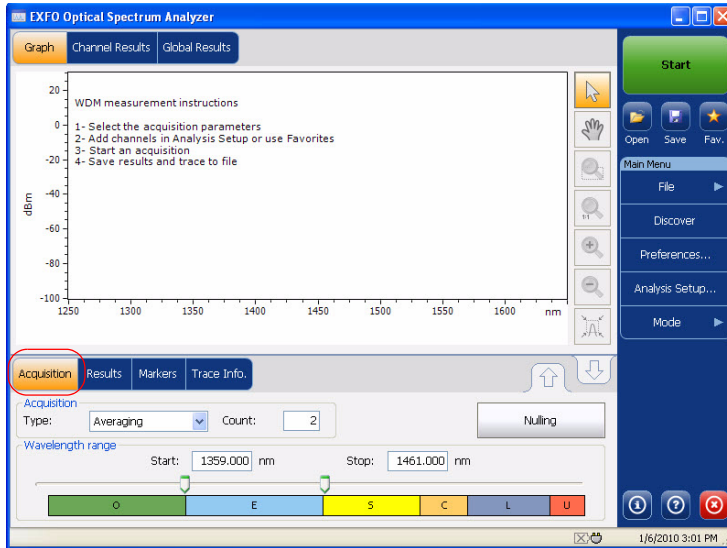 EXFO Optical Spectrum Analyzer
Graph Channel Results Global Results
Start
20
0
-20
-40
-60
-80
-100
dBm
WDM measurement instructions
1- Select the acquisition parameters
2- Add channels in Analysis Setup or use Favorites
3- Start an acquisition
4- Save results and trace to file
1250 1300 1350 1400 1450 1500 1550 1600 nm
1:1
Open Save Fav.
Main Menu
File
Discover
Preferences...
Analysis Setup...
Mode
Acquisition Results Markers Trace Info.
Acquisition
Type: Averaging Count: 2
Nulling
Wavelength range
Start: 1359.000 nm Stop: 1461.000 nm
O E S C L U
1/6/2010 3:01 PM